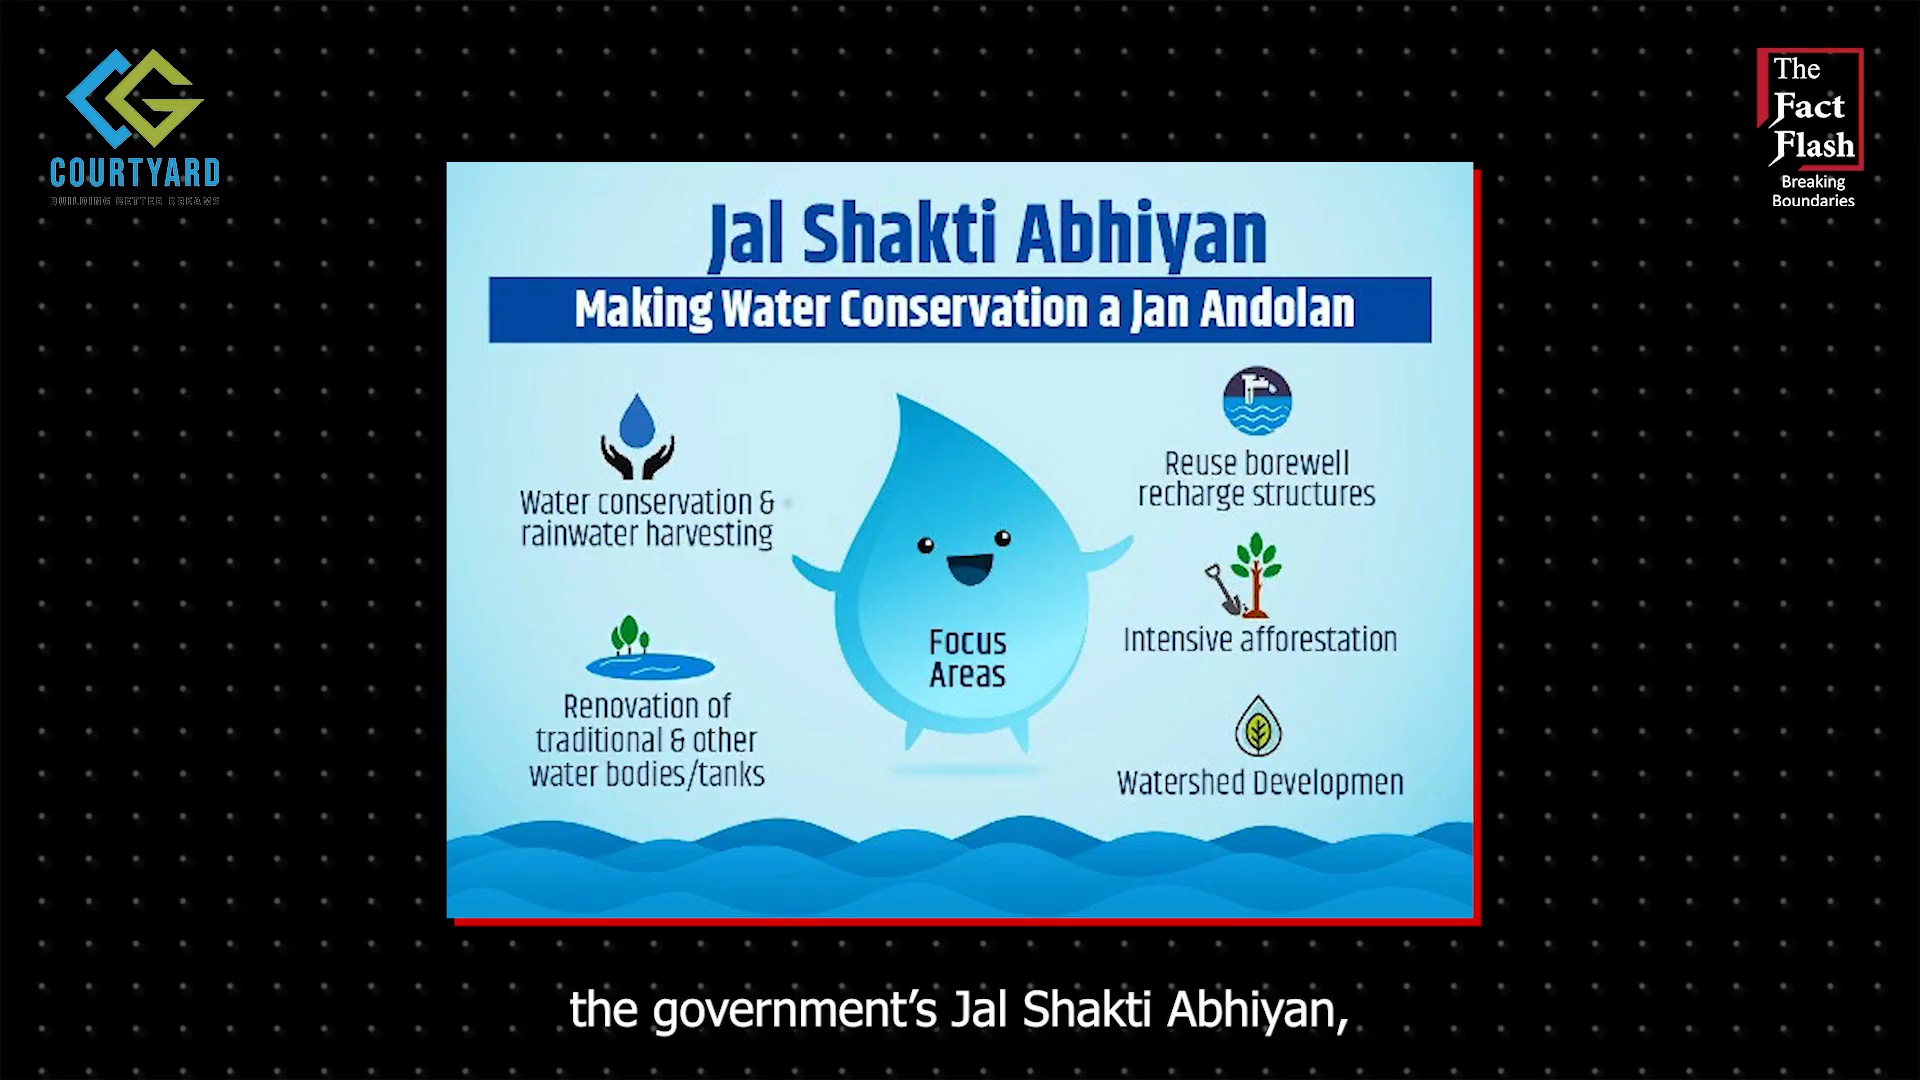 COURTYARD
BUILDING BETTER DREAMS
The
Fact
Flash
Breaking
Boundaries
Jal Shakti Abhiyan
Making Water Conservation a Jan Andolan
Water conservation &
rainwater harvesting
Renovation of
traditional & other
water bodies/tanks
Focus
Areas
Reuse borewell
recharge structures
Intensive afforestation
Watershed Developmen
the government’s Jal Shakti Abhiyan,